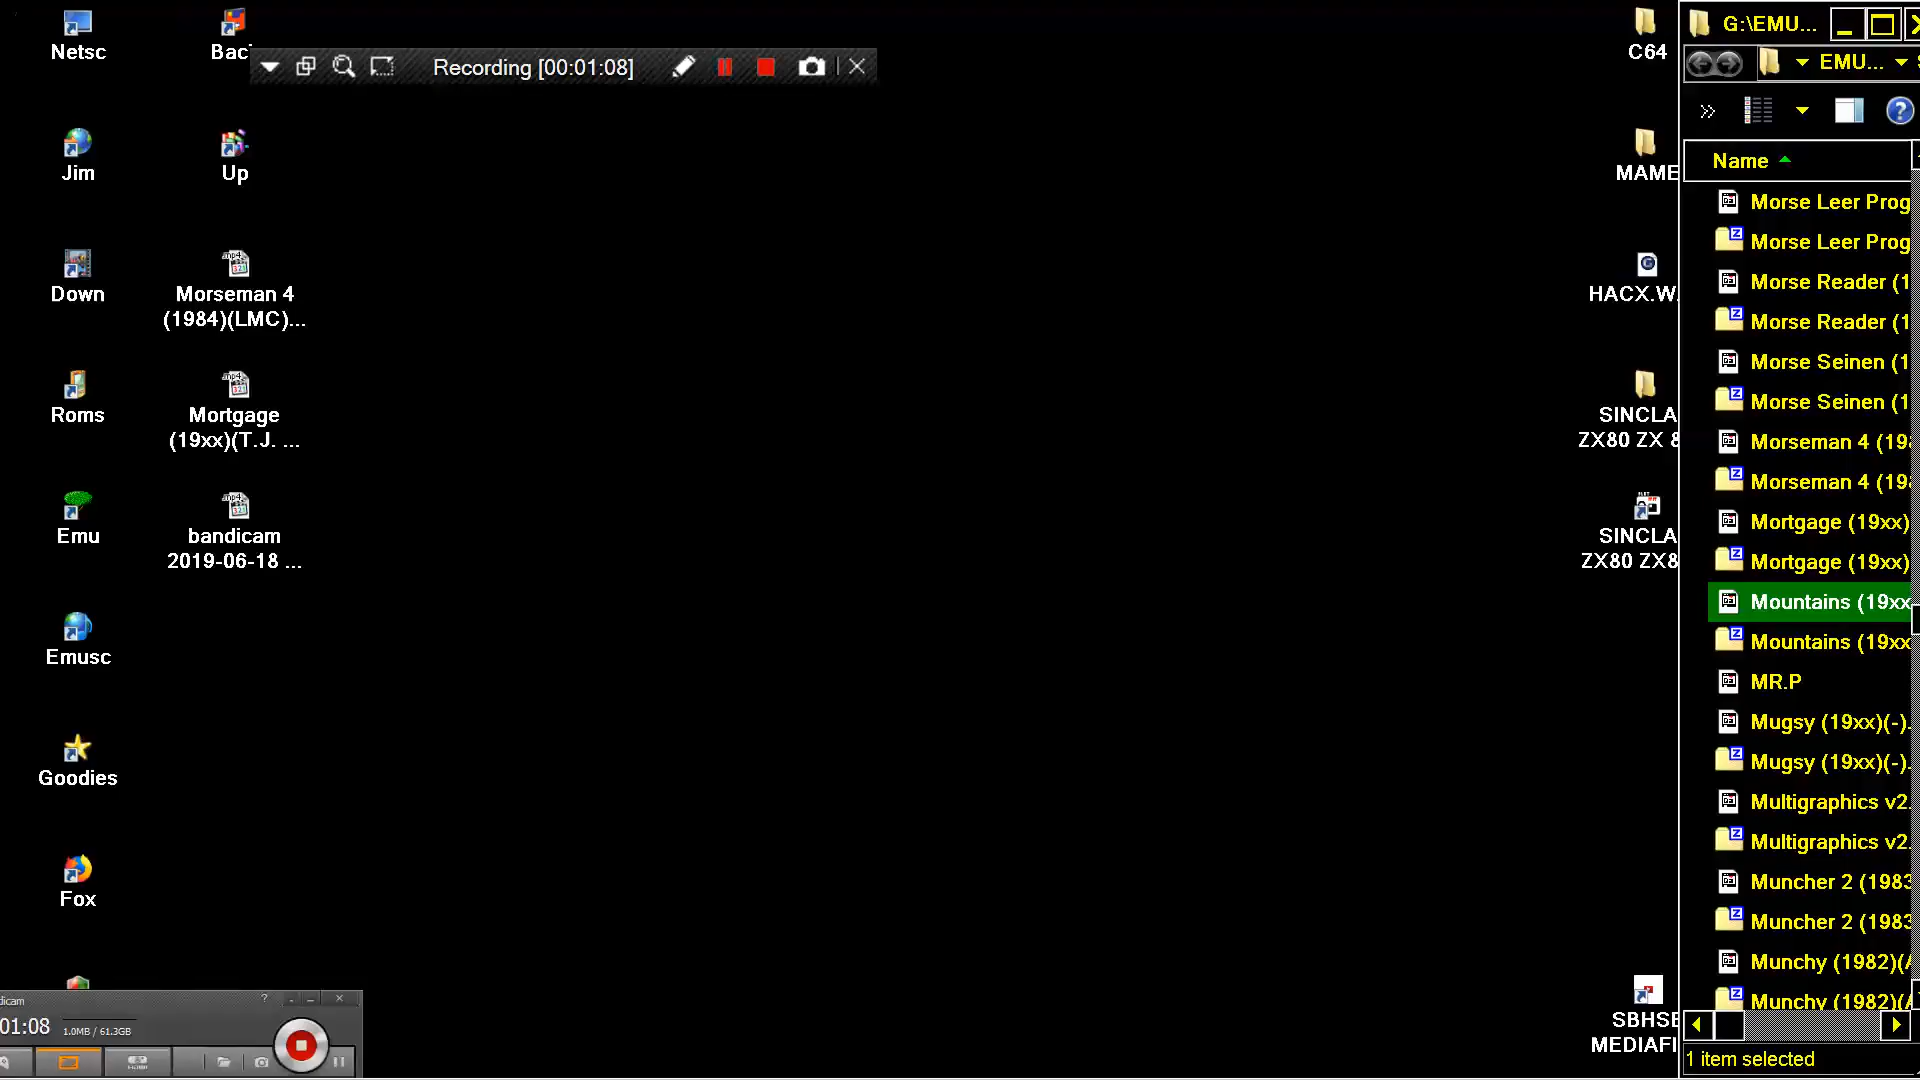 Netsc
Bac
Recording [00:01:08]
Jim
Up
Down
Morseman 4
(1984)(LMC)...
Roms
Mortgage
(19xx)(T.J. ...
Emu
bandicam
2019-06-18 ...
Emusc
Goodies
Fox
dicam
?
01:08
1.0MB / 61.3GB
C64
MAME
HACX.W
SINCLA
ZX80 ZX 8
SINCLA
ZX80 ZX8
SBHSE
MEDIAFI
G:\EMU...
EMU...
Name
Morse Leer Prog
Morse Leer Prog
Morse Reader (1
Morse Reader (1
Morse Seinen (1
Morse Seinen (1
Morseman 4 (19
Morseman 4 (19
Mortgage (19xx)
Mortgage (19xx)
Mountains (19xx
Mountains (19xx
MR.P
Mugsy (19xx)(-).
Mugsy (19xx)(-).
Multigraphics v2.
Multigraphics v2.
Muncher 2 (1983
Muncher 2 (1983
Munchy (1982)(A
Munchy (1982)(A
1 item selected